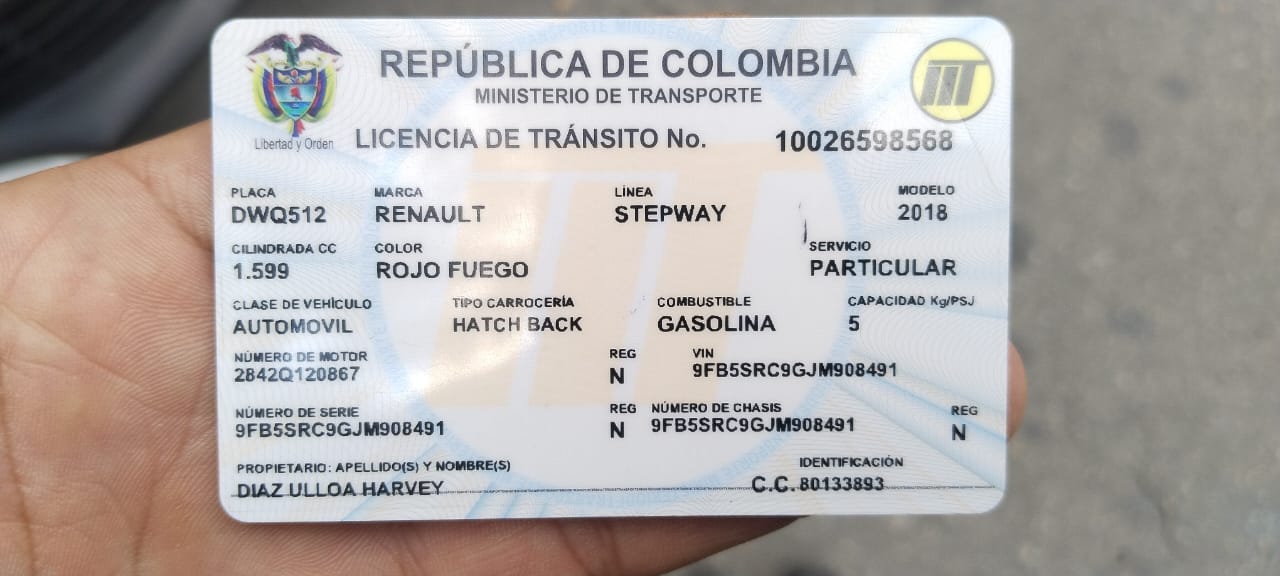 REPÚBLICA DE COLOMBIA
MINISTERIO DE TRANSPORTE
Libertad y Orden
LICENCIA DE TRÁNSITO No. 10026598568
PLACA MARCA LÍNEA MODELO
DWQ512 RENAULT STEPWAY 2018
CILINDRADA CC COLOR SERVICIO
1.599 ROJO FUEGO PARTICULAR
CLASE DE VEHÍCULO TIPO CARROCERÍA COMBUSTIBLE CAPACIDAD Kg/PSJ
AUTOMOVIL HATCH BACK GASOLINA 5
NÚMERO DE MOTOR REG VIN
2842Q120867 N 9FB5SRC9GJM908491
NÚMERO DE SERIE REG NÚMERO DE CHASIS REG
9FB5SRC9GJM908491 N 9FB5SRC9GJM908491 N
PROPIETARIO: APELLIDO(S) Y NOMBRE(S) IDENTIFICACIÓN
DIAZ ULLOA HARVEY C.C. 80133893